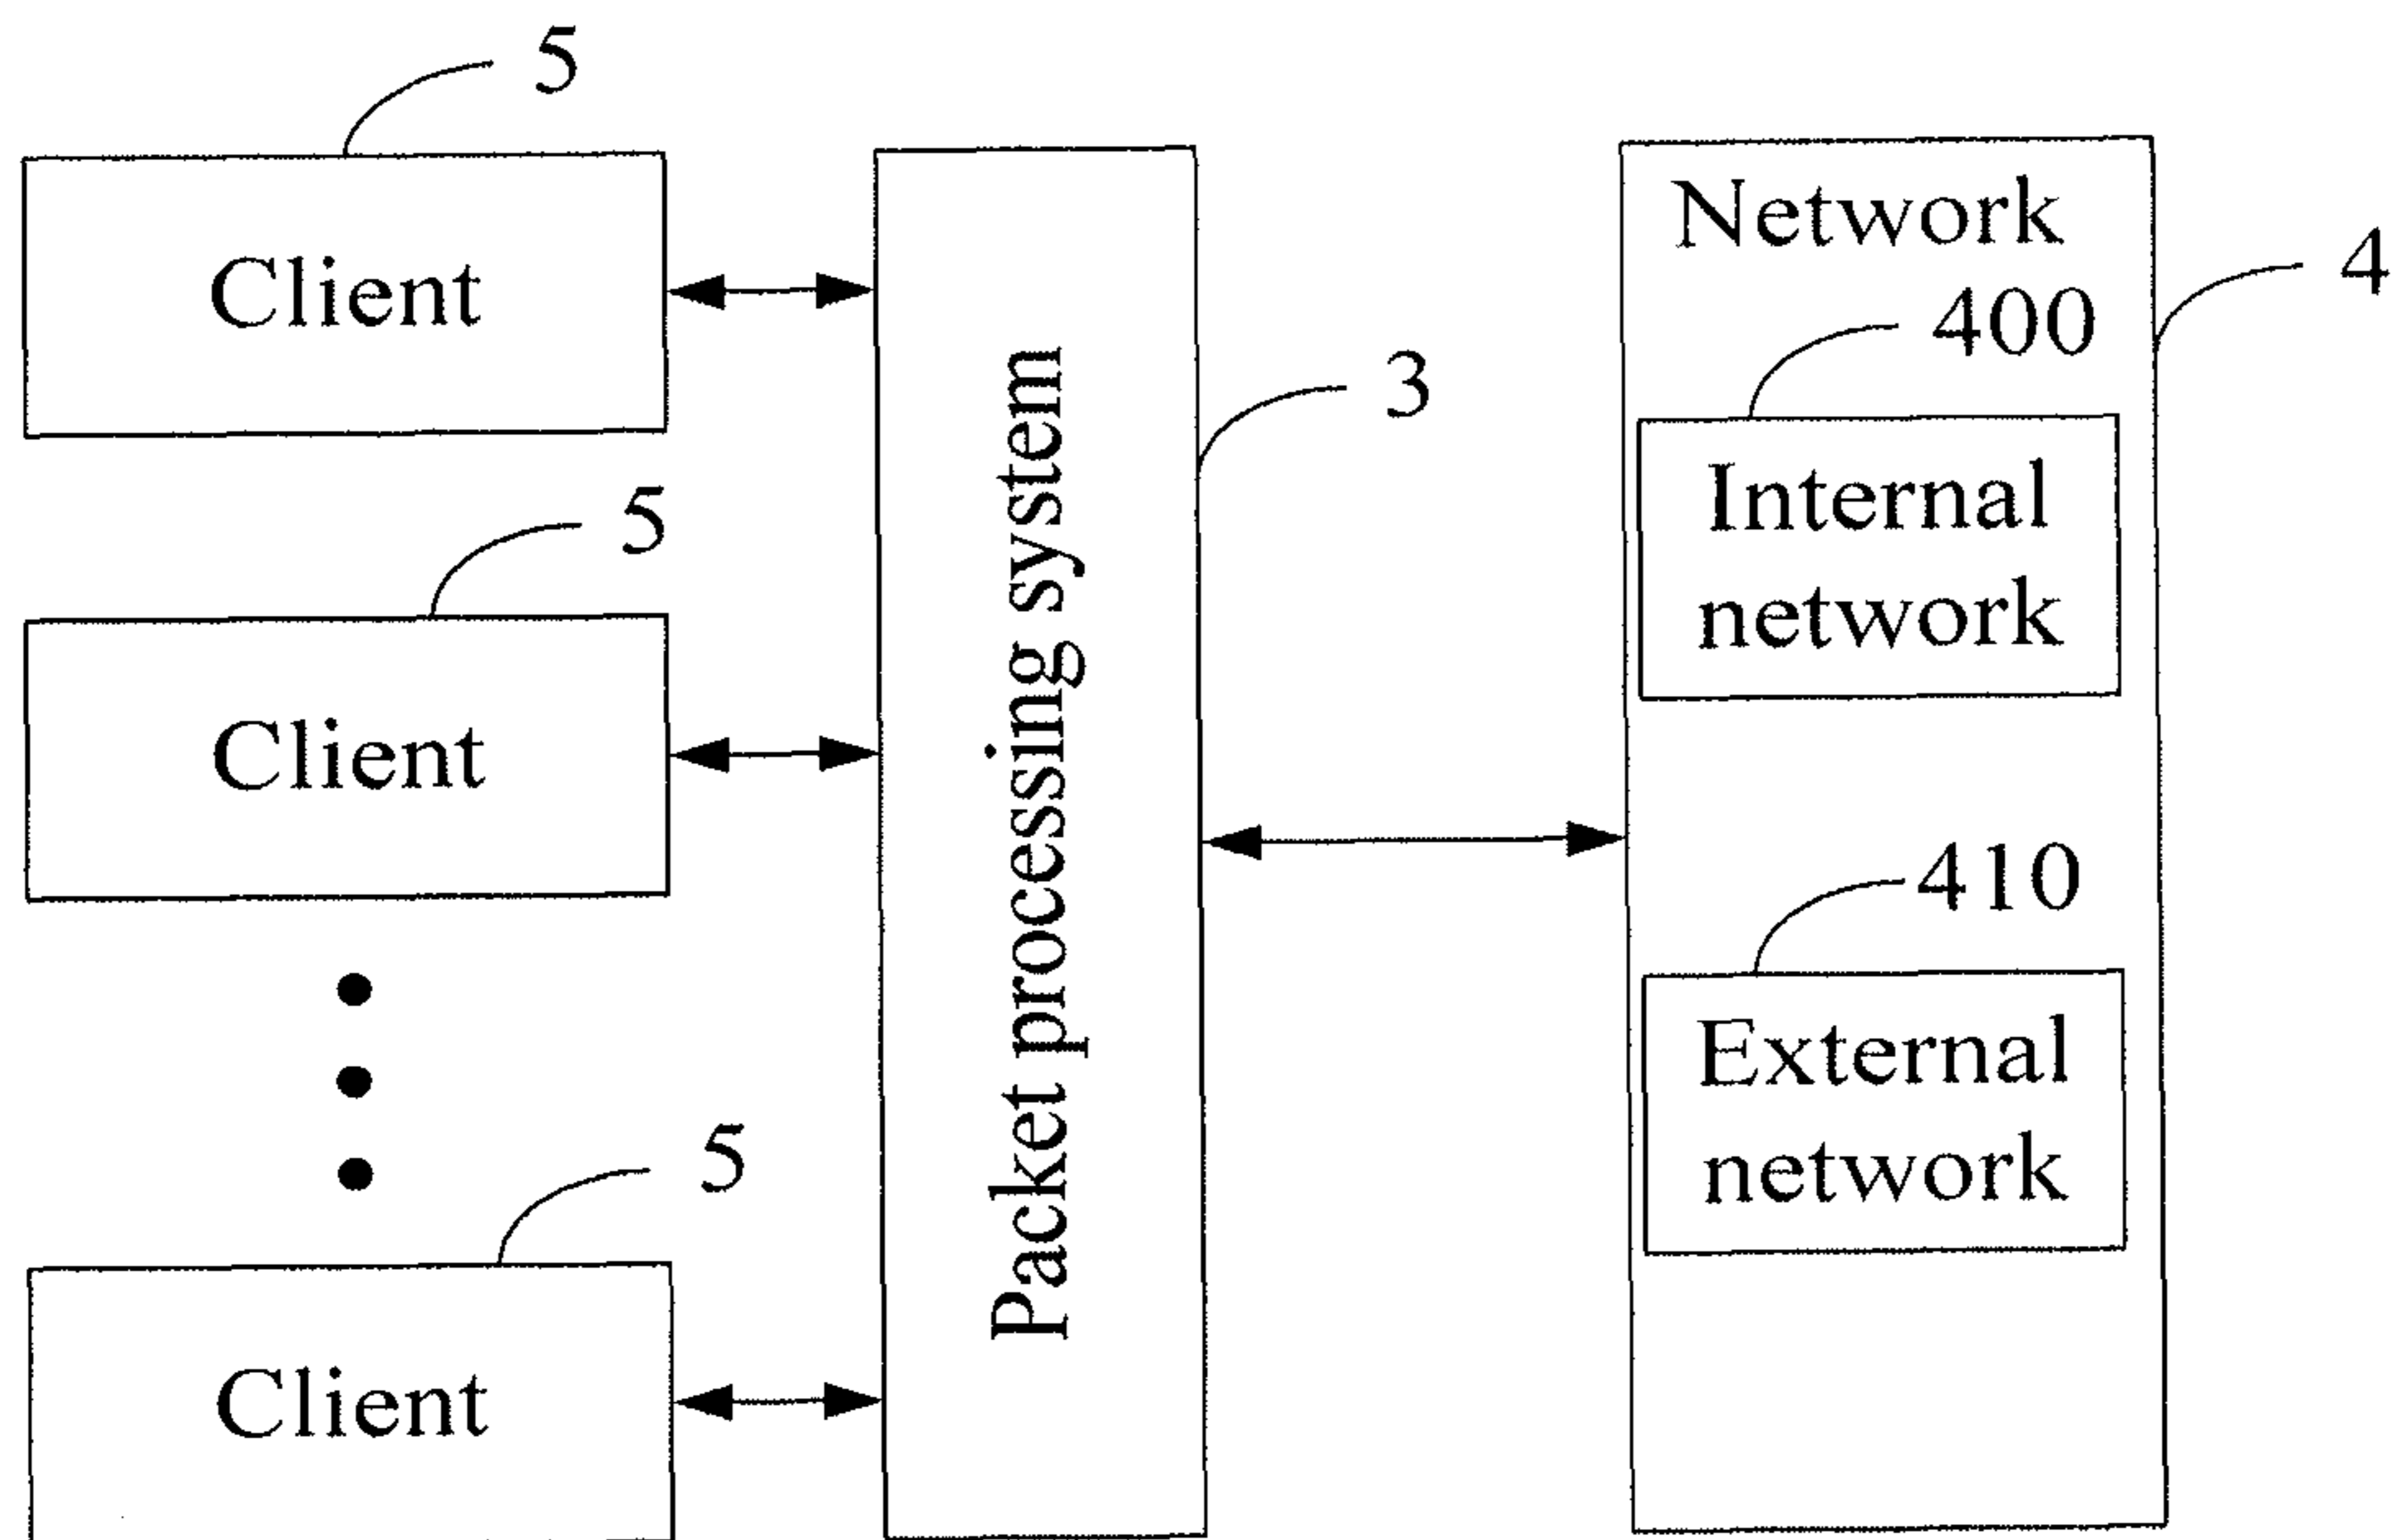 5
Client
5
Client
5
Client
Packet processing system
3
Network
4
400
Internal
network
410
External
network